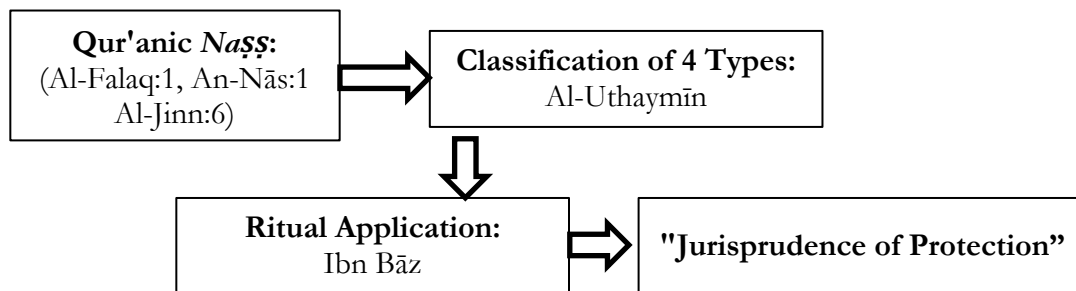 Qur'anic Naṣṣ:
(Al-Falaq:1, An-Nās:1
Al-Jinn:6)
Classification of 4 Types:
Al-Uthaymīn
Ritual Application:
Ibn Bāz
"Jurisprudence of Protection”